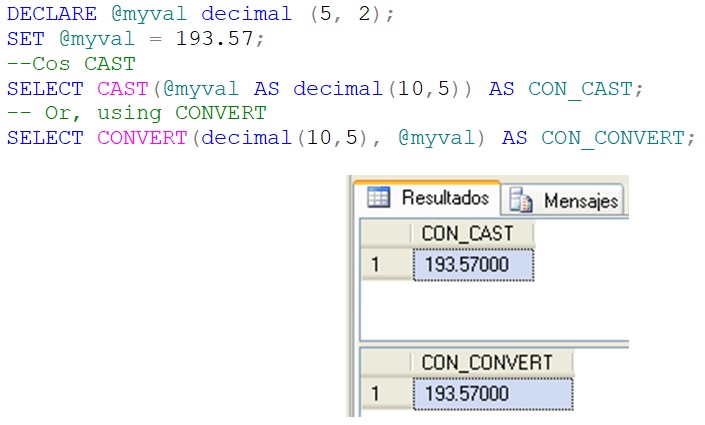 DECLARE @myval decimal (5, 2);
SET @myval = 193.57;
--Cos CAST
SELECT CAST(@myval AS decimal(10,5)) AS CON_CAST;
-- Or, using CONVERT
SELECT CONVERT(decimal(10,5), @myval) AS CON_CONVERT;
Resultados Mensajes
CON_CAST
1 193.57000
CON_CONVERT
1 193.57000